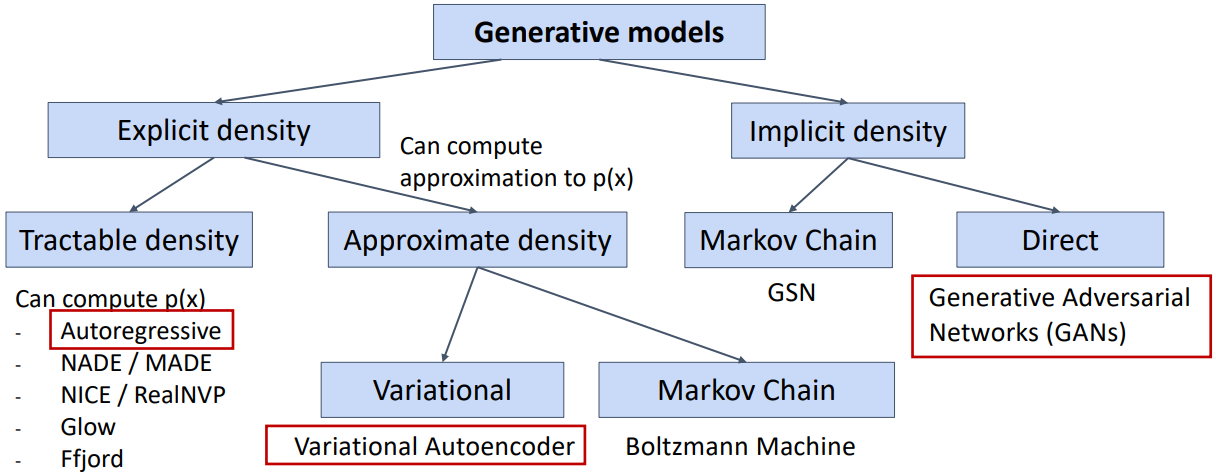 Generative models
Explicit density
Implicit density
Can compute
approximation to p(x)
Tractable density
Approximate density
Markov Chain
Direct
Can compute p(x)
- Autoregressive
- NADE / MADE
- NICE / RealNVP
- Glow
- Ffjord
GSN
Generative Adversarial
Networks (GANs)
Variational
Markov Chain
Variational Autoencoder
Boltzmann Machine